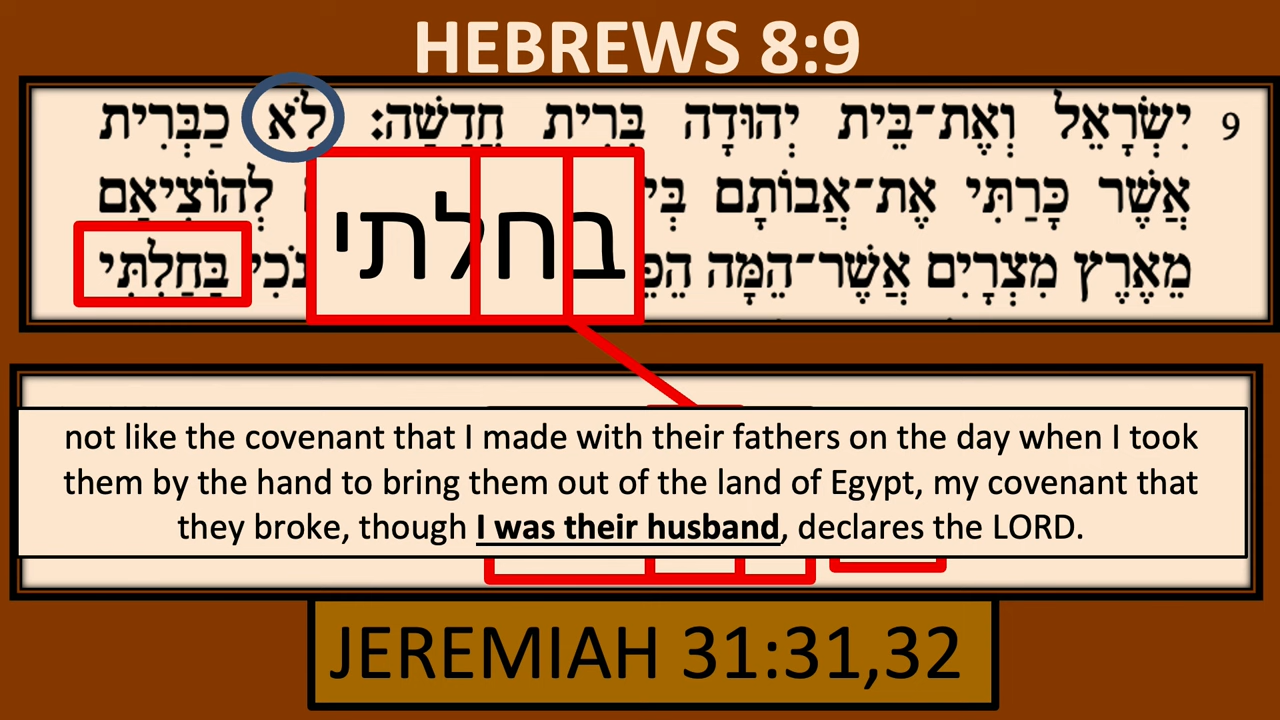 HEBREWS 8:9
9 יִשְׂרָאֵל וְאֶת־בֵּית יְהוּדָה בְּרִית חֲדָשָׁה: לֹא כַבְּרִית
אֲשֶׁר כָּרַתִּי אֶת־אֲבוֹתָם לְהוֹצִיאַם
מֵאֶרֶץ מִצְרַיִם אֲשֶׁר־הֵמָּה בָּחַלְתִּי
בחלתי
not like the covenant that I made with their fathers on the day when I took
them by the hand to bring them out of the land of Egypt, my covenant that
they broke, though I was their husband, declares the LORD.
JEREMIAH 31:31,32